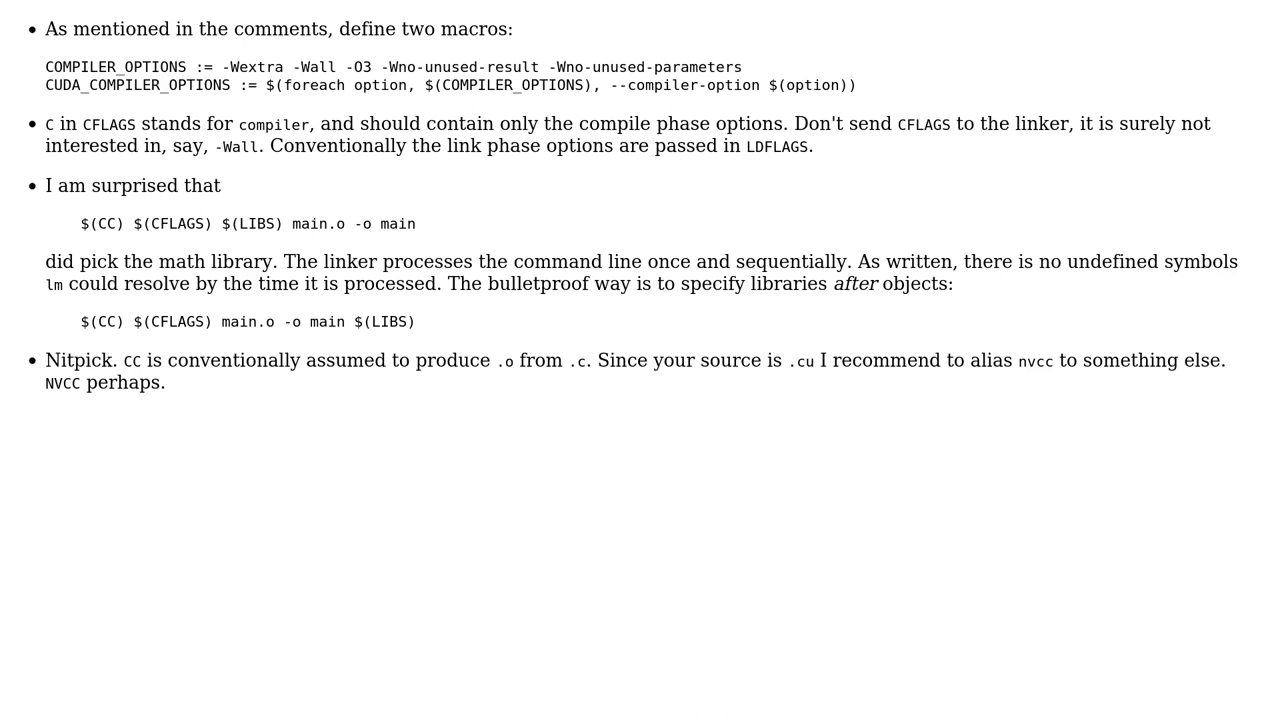 • As mentioned in the comments, define two macros:
COMPILER_OPTIONS := -Wextra -Wall -O3 -Wno-unused-result -Wno-unused-parameters
CUDA_COMPILER_OPTIONS := $(foreach option, $(COMPILER_OPTIONS), --compiler-option $(option))
• C in CFLAGS stands for compiler, and should contain only the compile phase options. Don't send CFLAGS to the linker, it is surely not
interested in, say, -Wall. Conventionally the link phase options are passed in LDFLAGS.
• I am surprised that
$(CC) $(CFLAGS) $(LIBS) main.o -o main
did pick the math library. The linker processes the command line once and sequentially. As written, there is no undefined symbols
lm could resolve by the time it is processed. The bulletproof way is to specify libraries after objects:
$(CC) $(CFLAGS) main.o -o main $(LIBS)
• Nitpick. CC is conventionally assumed to produce .o from .c. Since your source is .cu I recommend to alias nvcc to something else.
NVCC perhaps.